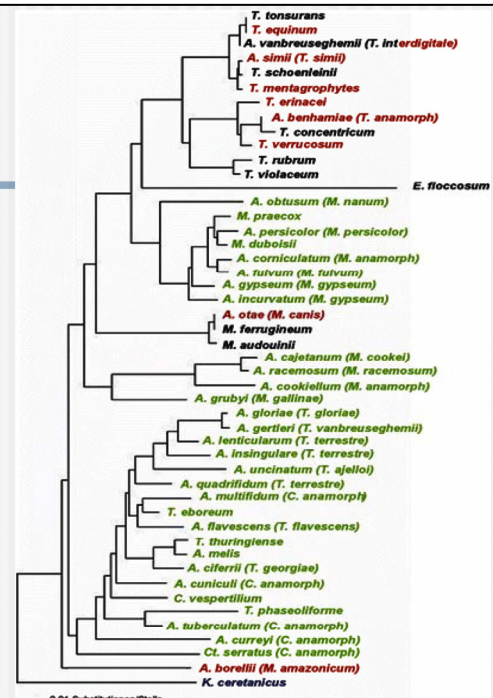 T. tonsurans
T. equinum
A. vanbreuseghemii (T. interdigitale)
A. simii (T. simii)
T. schoenleinii
T. mentagrophytes
T. erinacei
A. benhamiae (T. anamorph)
T. concentricum
T. verrucosum
T. rubrum
T. violaceum
E. floccosum
A. obtusum (M. nanum)
M. praecox
A. persicolor (M. persicolor)
M. duboisii
A. corniculatum (M. anamorph)
A. fulvum (M. fulvum)
A. gypseum (M. gypseum)
A. incurvatum (M. gypseum)
A. otae (M. canis)
M. ferrugineum
M. audouinii
A. cajetanum (M. cookei)
A. racemosum (M. racemosum)
A. cookiellum (M. anamorph)
A. grubyi (M. gallinae)
A. gloriae (T. gloriae)
A. gertleri (T. vanbreuseghemii)
A. lenticularum (T. terrestre)
A. insingulare (T. terrestre)
A. uncinatum (T. ajelloi)
A. quadrifidum (T. terrestre)
A. multifidum (C. anamorph)
T. eboreum
A. flavescens (T. flavescens)
T. thuringiense
A. melis
A. ciferrii (T. georgiae)
A. cuniculi (C. anamorph)
C. vespertilium
T. phaseoliforme
A. tuberculatum (C. anamorph)
A. curreyi (C. anamorph)
Ct. serratus (C. anamorph)
A. borellii (M. amazonicum)
K. ceretanicus